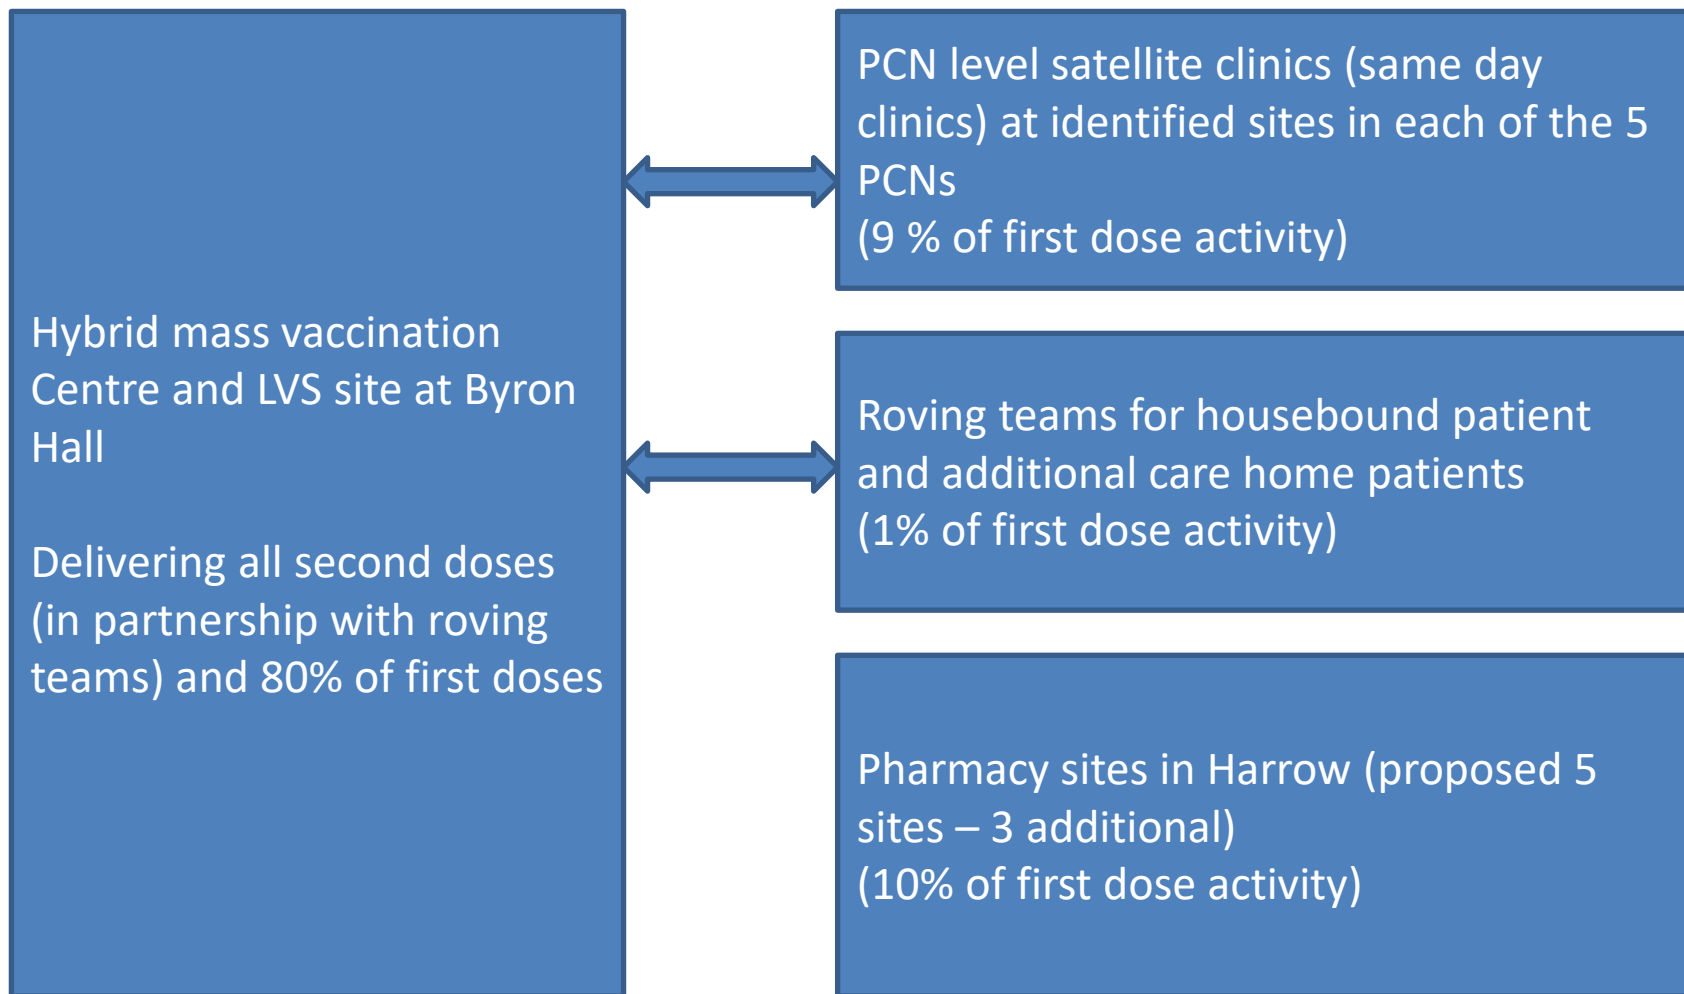 Hybrid mass vaccination
Centre and LVS site at Byron
Hall
Delivering all second doses
(in partnership with roving
teams) and 80% of first doses
PCN level satellite clinics (same day
clinics) at identified sites in each of the 5
PCNs
(9 % of first dose activity)
Roving teams for housebound patient
and additional care home patients
(1% of first dose activity)
Pharmacy sites in Harrow (proposed 5
sites – 3 additional)
(10% of first dose activity)